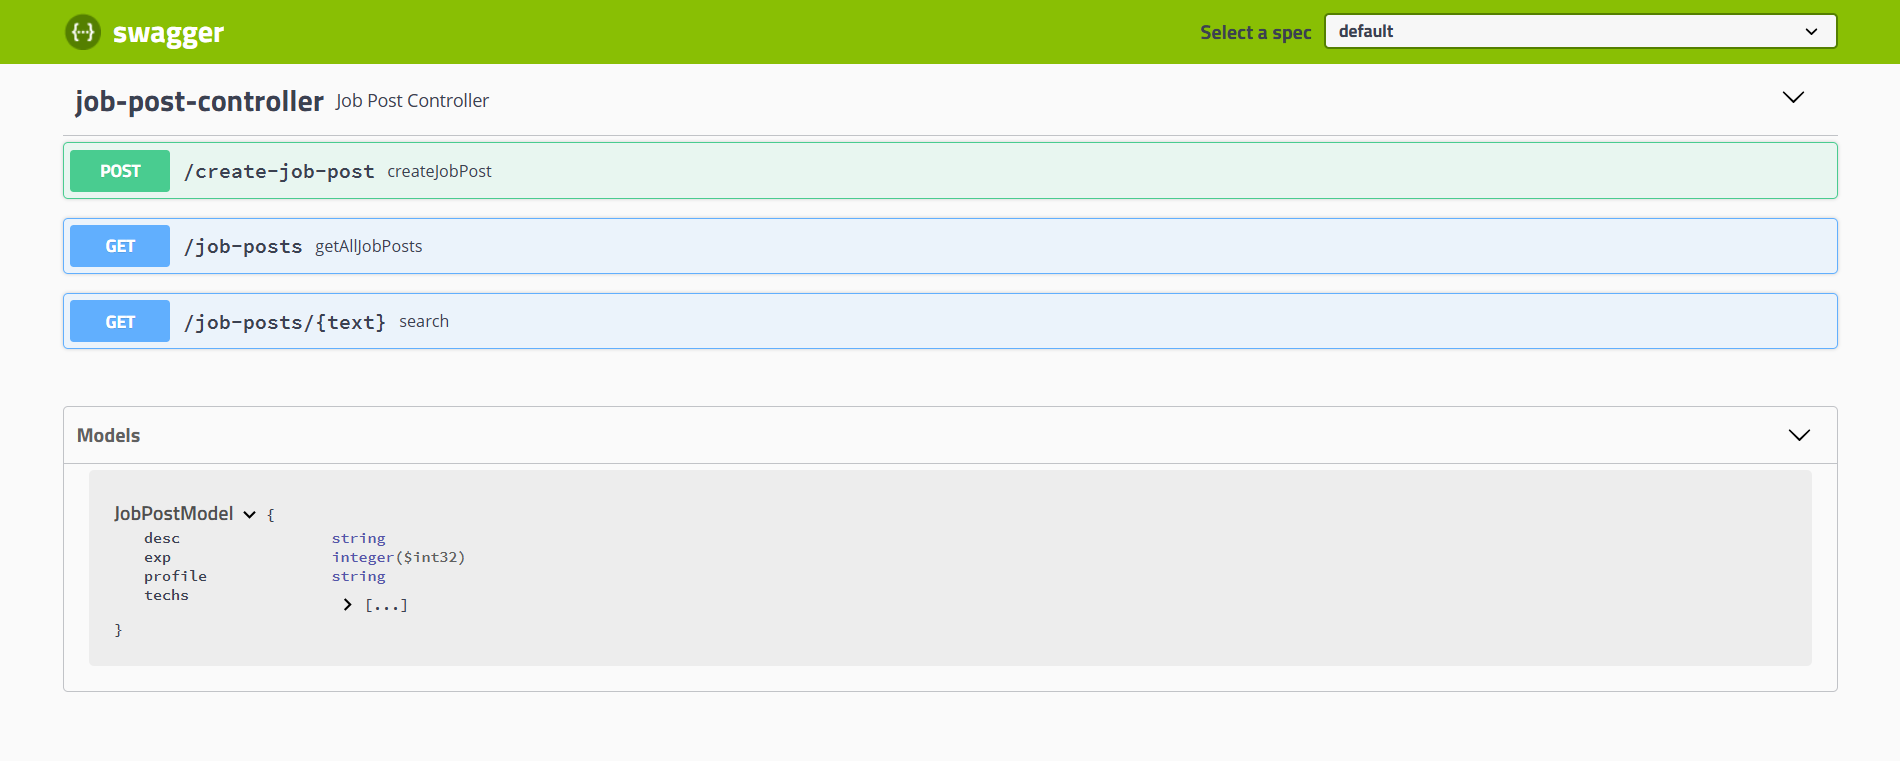 {···} swagger Select a spec default
job-post-controller Job Post Controller
POST /create-job-post createJobPost
GET /job-posts getAllJobPosts
GET /job-posts/{text} search
Models
JobPostModel {
desc string
exp integer($int32)
profile string
techs
[...]
}